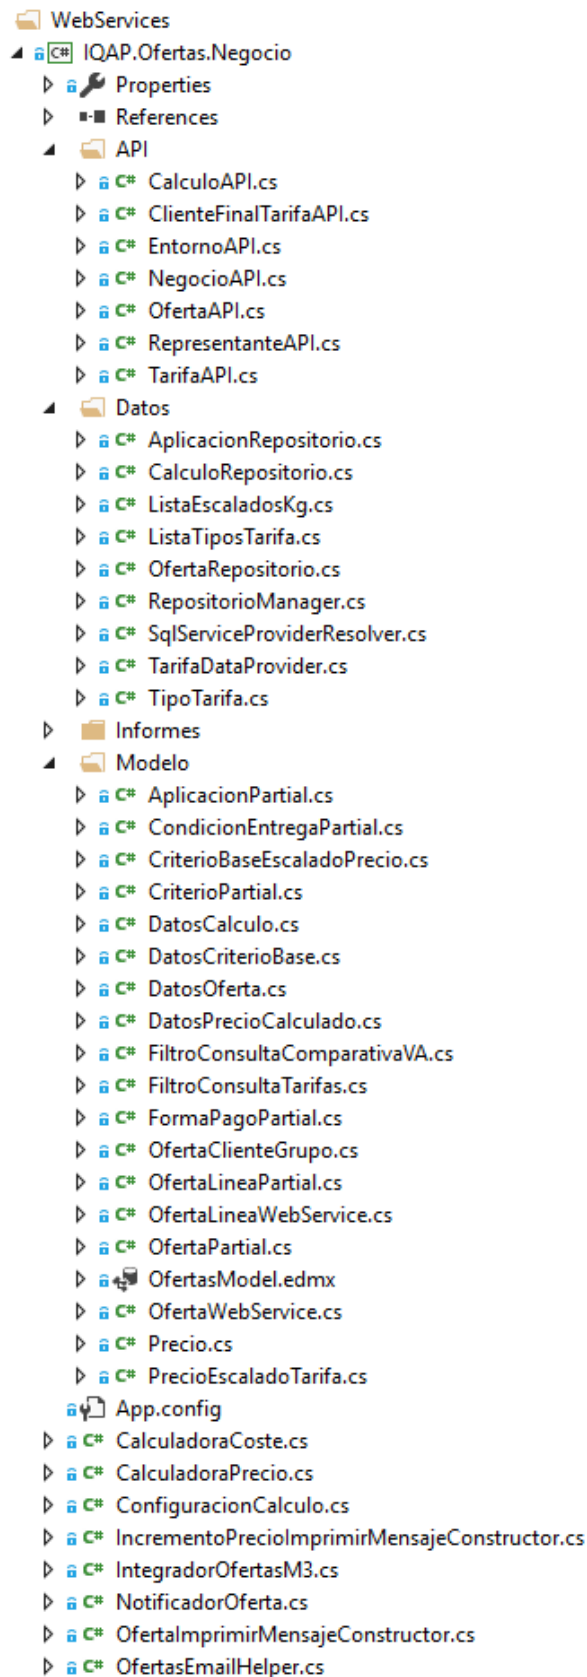 WebServices
C# IQAP.Ofertas.Negocio
Properties
References
API
C# CalculoAPI.cs
C# ClienteFinalTarifaAPI.cs
C# EntornoAPI.cs
C# NegocioAPI.cs
C# OfertaAPI.cs
C# RepresentanteAPI.cs
C# TarifaAPI.cs
Datos
C# AplicacionRepositorio.cs
C# CalculoRepositorio.cs
C# ListaEscaladosKg.cs
C# ListaTiposTarifa.cs
C# OfertaRepositorio.cs
C# RepositorioManager.cs
C# SqlServiceProviderResolver.cs
C# TarifaDataProvider.cs
C# TipoTarifa.cs
Informes
Modelo
C# AplicacionPartial.cs
C# CondicionEntregaPartial.cs
C# CriterioBaseEscaladoPrecio.cs
C# CriterioPartial.cs
C# DatosCalculo.cs
C# DatosCriterioBase.cs
C# DatosOferta.cs
C# DatosPrecioCalculado.cs
C# FiltroConsultaComparativaVA.cs
C# FiltroConsultaTarifas.cs
C# FormaPagoPartial.cs
C# OfertaClienteGrupo.cs
C# OfertaLineaPartial.cs
C# OfertaLineaWebService.cs
C# OfertaPartial.cs
OfertasModel.edmx
C# OfertaWebService.cs
C# Precio.cs
C# PrecioEscaladoTarifa.cs
App.config
C# CalculadoraCoste.cs
C# CalculadoraPrecio.cs
C# ConfiguracionCalculo.cs
C# IncrementoPrecioImprimirMensajeConstructor.cs
C# IntegradorOfertasM3.cs
C# NotificadorOferta.cs
C# OfertaImprimirMensajeConstructor.cs
C# OfertasEmailHelper.cs